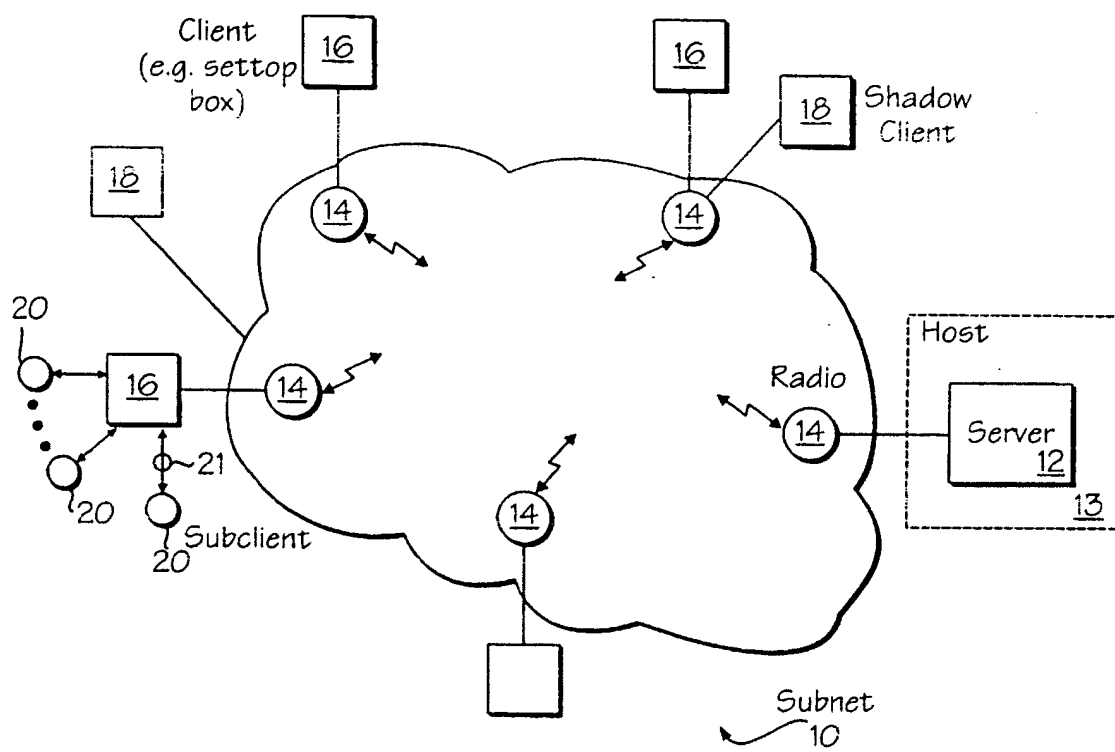 Client
(e.g. settop
box)
16
16
18
Shadow
Client
18
14
14
20
16
14
Radio
14
Host
Server
12
13
21
20
20
Subclient
14
Subnet
10